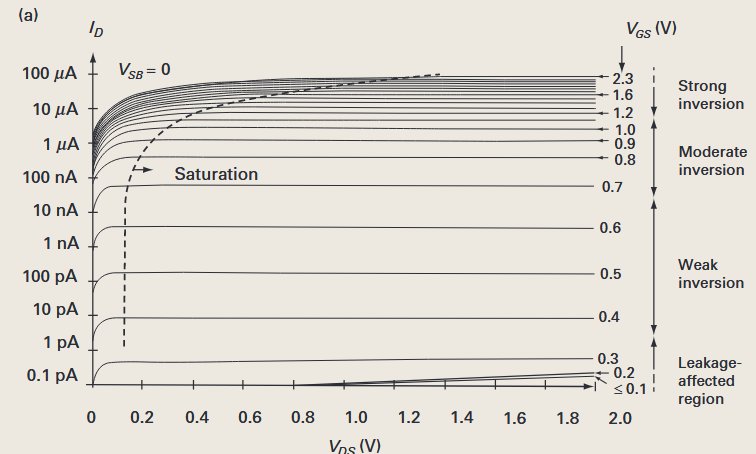 (a)
I_D
V_GS (V)
V_SB = 0
100 µA
10 µA
1 µA
100 nA
10 nA
1 nA
100 pA
10 pA
1 pA
0.1 pA
Saturation
2.3
1.6
1.2
1.0
0.9
0.8
0.7
0.6
0.5
0.4
0.3
0.2
≤0.1
Strong
inversion
Moderate
inversion
Weak
inversion
Leakage-
affected
region
0 0.2 0.4 0.6 0.8 1.0 1.2 1.4 1.6 1.8 2.0
V_DS (V)